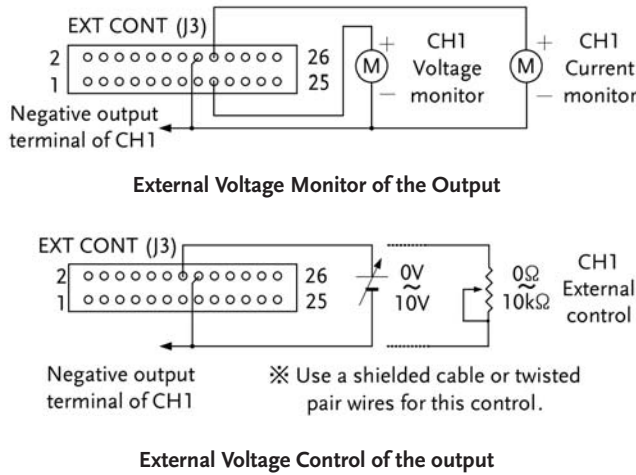 EXT CONT (J3)
2
26
1
25
+
M
−
CH1
Voltage
monitor
+
M
−
CH1
Current
monitor
Negative output
terminal of CH1
External Voltage Monitor of the Output
EXT CONT (J3)
2
26
1
25
0V
~
10V
0Ω
~
10kΩ
CH1
External
control
Negative output
terminal of CH1
※ Use a shielded cable or twisted
pair wires for this control.
External Voltage Control of the output